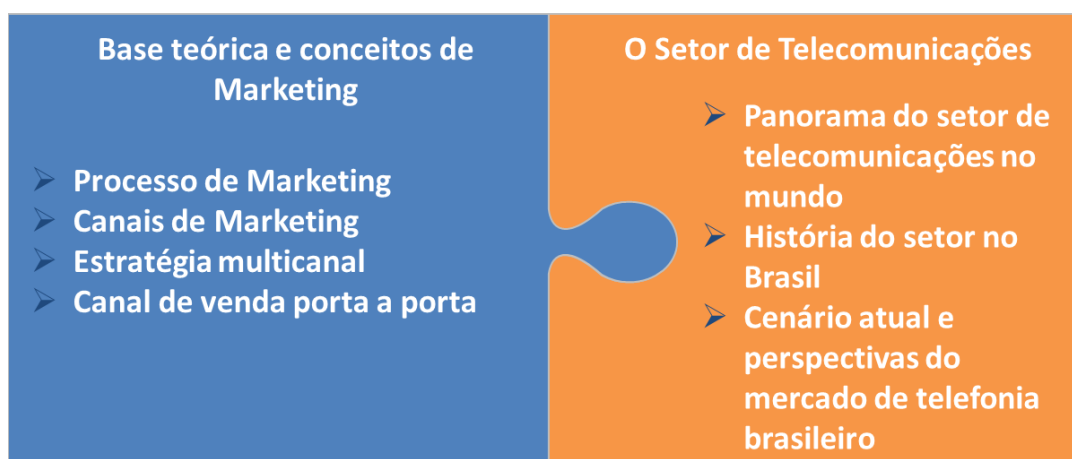 Base teórica e conceitos de
Marketing
➢ Processo de Marketing
➢ Canais de Marketing
➢ Estratégia multicanal
➢ Canal de venda porta a porta
O Setor de Telecomunicações
➢ Panorama do setor de
telecomunicações no
mundo
➢ História do setor no
Brasil
➢ Cenário atual e
perspectivas do
mercado de telefonia
brasileiro